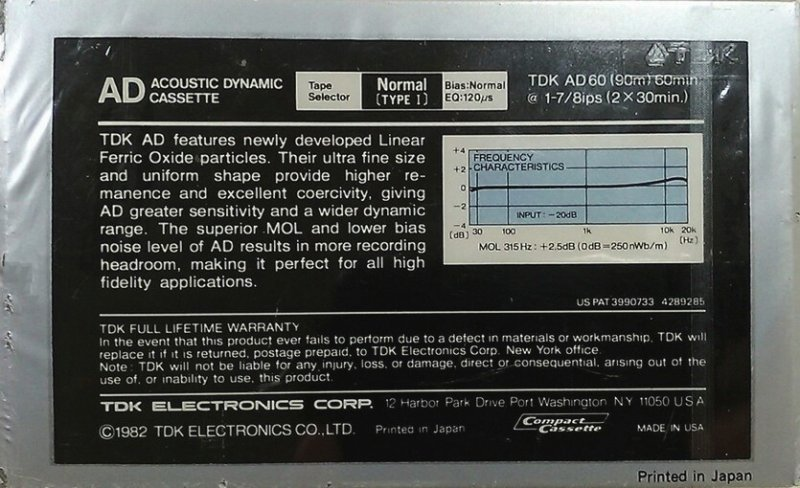 TDK
AD ACOUSTIC DYNAMIC
CASSETTE
Tape
Selector
Normal
(TYPE I)
Bias:Normal
EQ:120μs
TDK AD60 (90m) 60min.
@ 1-7/8ips (2×30min.)
TDK AD features newly developed Linear
Ferric Oxide particles. Their ultra fine size
and uniform shape provide higher re-
manence and excellent coercivity, giving
AD greater sensitivity and a wider dynamic
range. The superior MOL and lower bias
noise level of AD results in more recording
headroom, making it perfect for all high
fidelity applications.
FREQUENCY
CHARACTERISTICS
+4
+2
0
-2
-4
(dB)
INPUT: -20dB
30 100 1k 10k 20k
(Hz)
MOL 315Hz: +2.5dB (0dB=250nWb/m)
US PAT 3990733 4289285
TDK FULL LIFETIME WARRANTY
In the event that this product ever fails to perform due to a defect in materials or workmanship, TDK will
replace it if it is returned, postage prepaid, to TDK Electronics Corp. New York office.
Note: TDK will not be liable for any injury, loss, or damage, direct or consequential, arising out of the
use of, or inability to use, this product.
TDK ELECTRONICS CORP. 12 Harbor Park Drive Port Washington NY 11050 USA
©1982 TDK ELECTRONICS CO.,LTD. Printed in Japan
Compact
Cassette
MADE IN USA
Printed in Japan